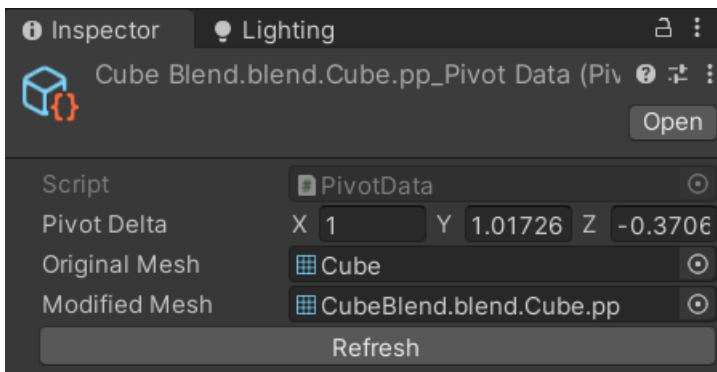 Inspector Lighting
Cube Blend.blend.Cube.pp_Pivot Data (Piv
Open
Script PivotData
Pivot Delta X 1 Y 1.01726 Z -0.3706
Original Mesh Cube
Modified Mesh CubeBlend.blend.Cube.pp
Refresh